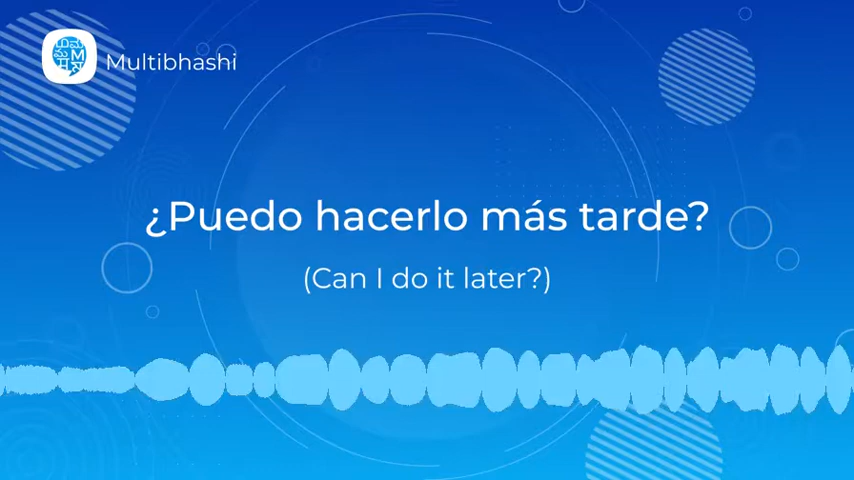 Multibhashi
¿Puedo hacerlo más tarde?
(Can I do it later?)